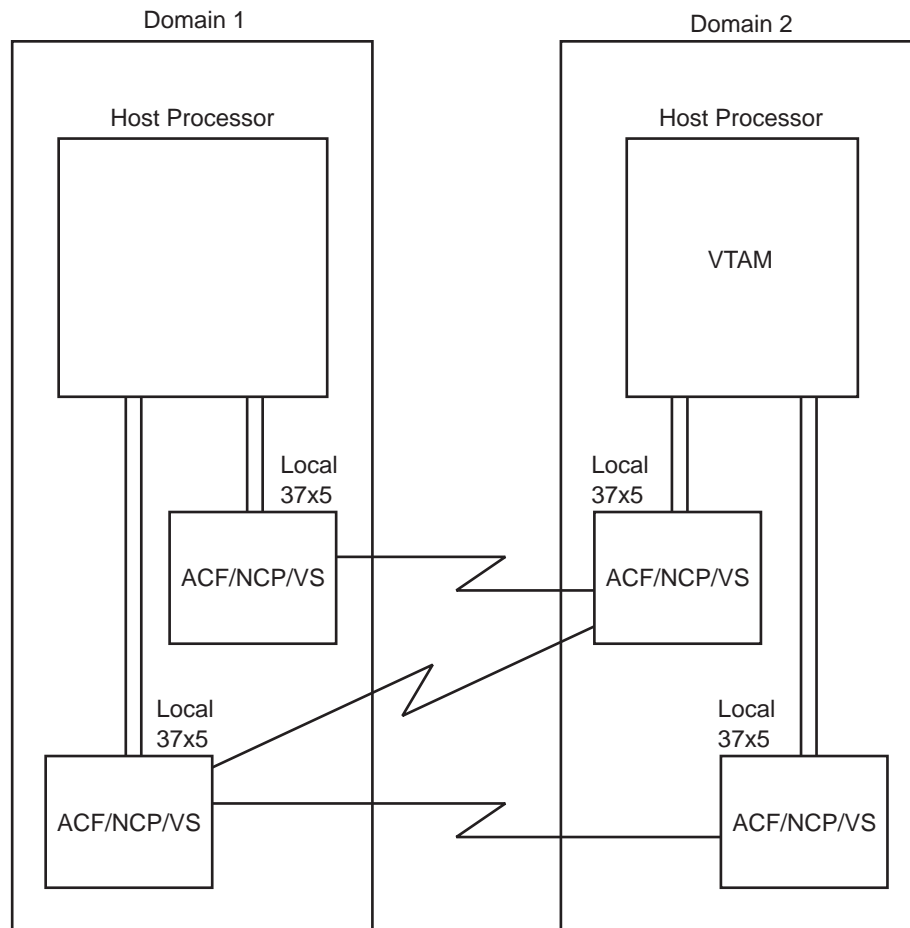 Domain 1
Domain 2
Host Processor
Host Processor
VTAM
Local
37x5
Local
37x5
ACF/NCP/VS
ACF/NCP/VS
Local
37x5
Local
37x5
ACF/NCP/VS
ACF/NCP/VS